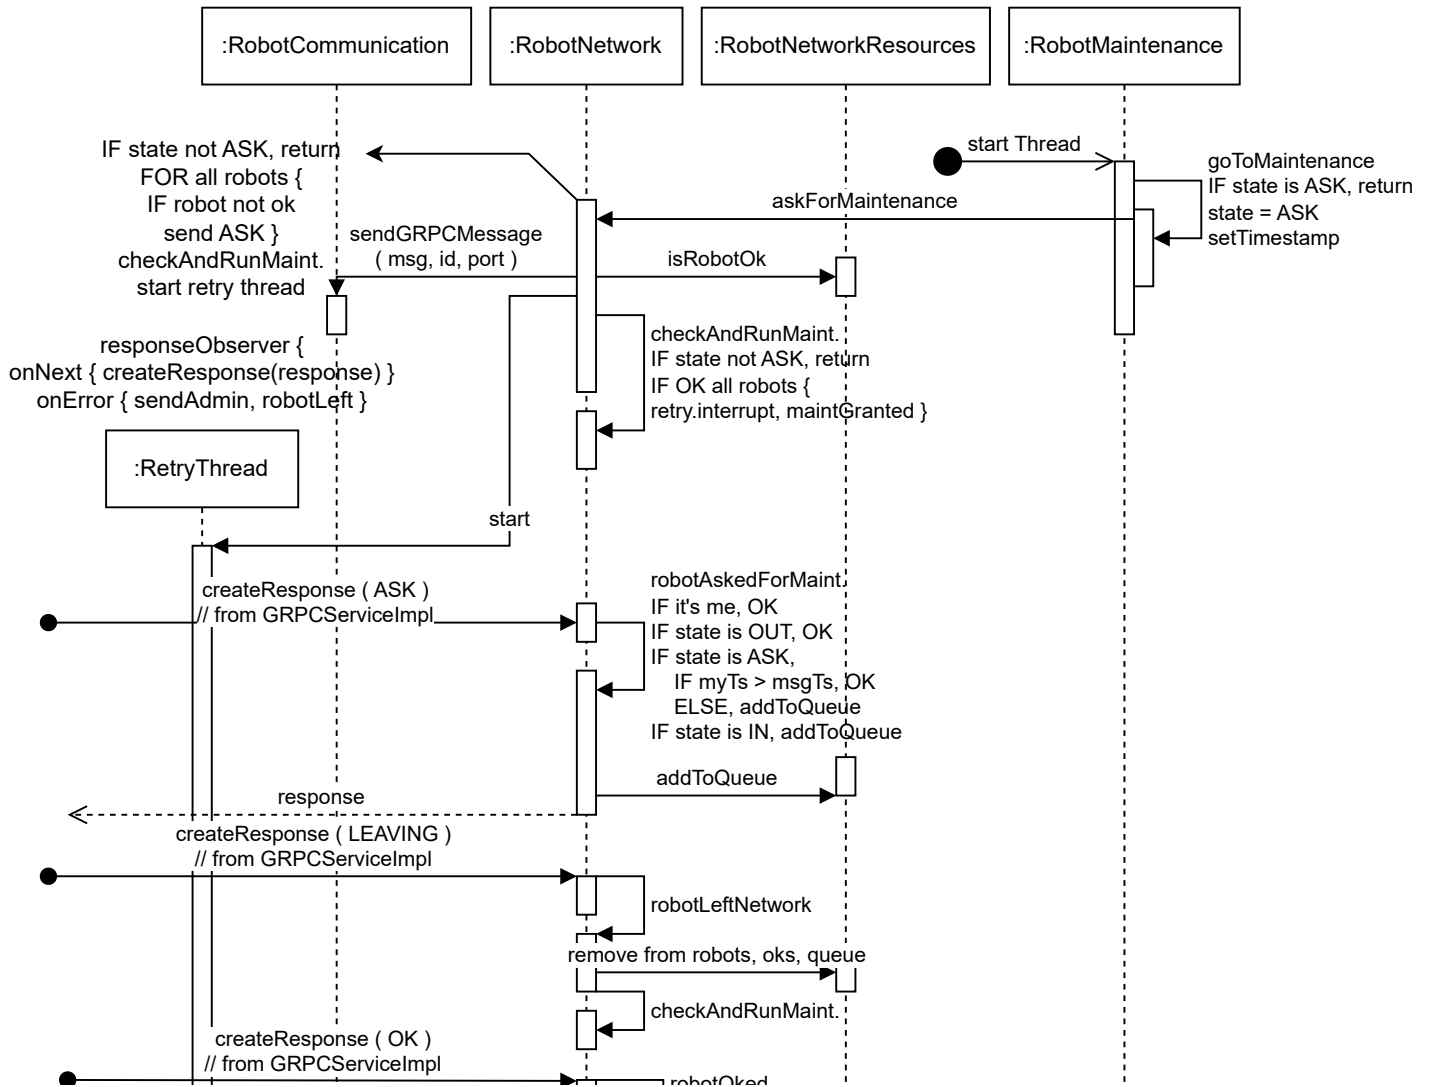 :RobotCommunication
:RobotNetwork
:RobotNetworkResources
:RobotMaintenance
IF state not ASK, return
FOR all robots {
IF robot not ok
send ASK }
checkAndRunMaint.
start retry thread
start Thread
goToMaintenance
IF state is ASK, return
state = ASK
setTimestamp
askForMaintenance
sendGRPCMessage
( msg, id, port )
isRobotOk
responseObserver {
onNext { createResponse(response) }
onError { sendAdmin, robotLeft }
checkAndRunMaint.
IF state not ASK, return
IF OK all robots {
retry.interrupt, maintGranted }
:RetryThread
start
createResponse ( ASK )
// from GRPCServiceImpl
robotAskedForMaint.
IF it's me, OK
IF state is OUT, OK
IF state is ASK,
IF myTs > msgTs, OK
ELSE, addToQueue
IF state is IN, addToQueue
addToQueue
response
createResponse ( LEAVING )
// from GRPCServiceImpl
robotLeftNetwork
remove from robots, oks, queue
checkAndRunMaint.
createResponse ( OK )
// from GRPCServiceImpl
robotOked